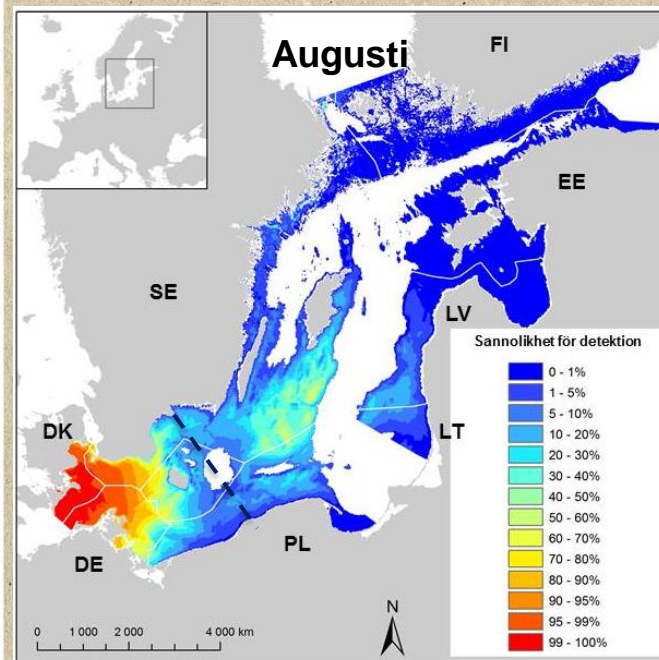 Augusti
FI
EE
SE
LV
Sannolikhet för detektion
0 - 1%
1 - 5%
5 - 10%
10 - 20%
20 - 30%
30 - 40%
40 - 50%
50 - 60%
60 - 70%
70 - 80%
80 - 90%
90 - 95%
95 - 99%
99 - 100%
LT
DK
DE
PL
N
0 1 000 2 000 4 000 km